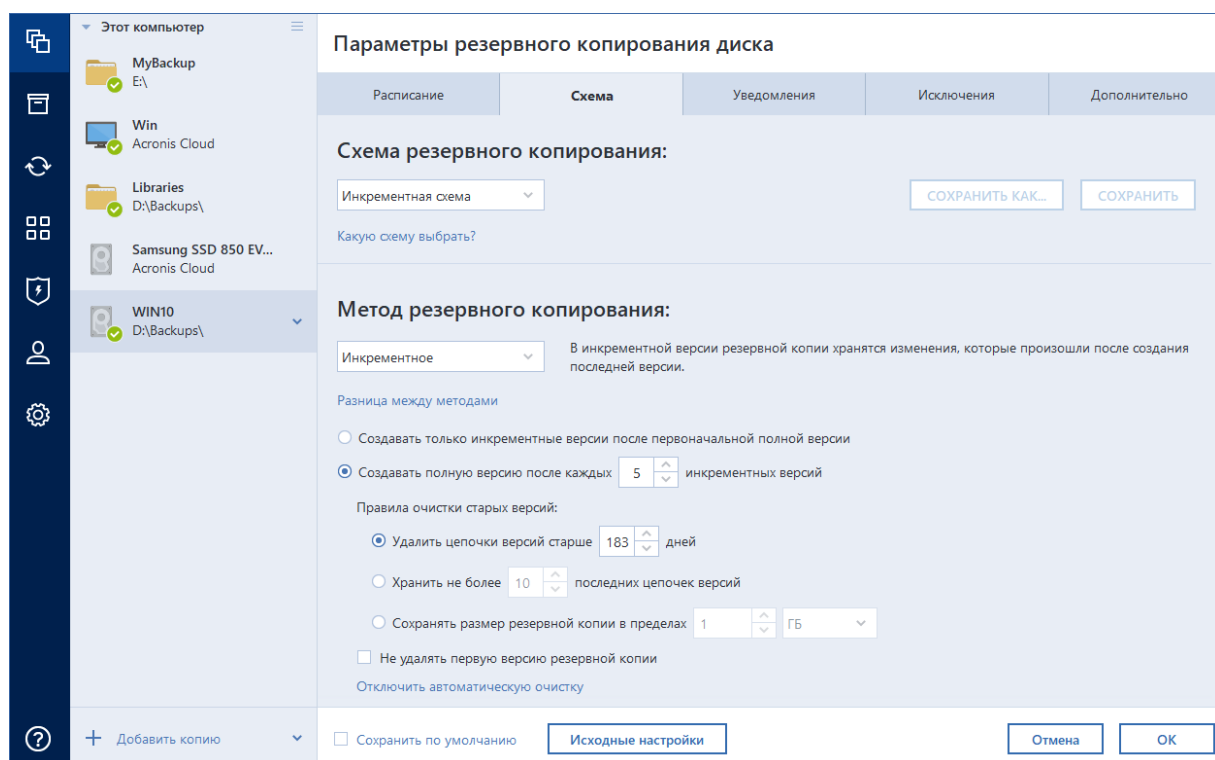 Этот компьютер
MyBackup
E:\
Win
Acronis Cloud
Libraries
D:\Backups\
Samsung SSD 850 EV...
Acronis Cloud
WIN10
D:\Backups\
Добавить копию
Параметры резервного копирования диска
Расписание
Схема
Уведомления
Исключения
Дополнительно
Схема резервного копирования:
Инкрементная схема
СОХРАНИТЬ КАК...
СОХРАНИТЬ
Какую схему выбрать?
Метод резервного копирования:
Инкрементное
В инкрементной версии резервной копии хранятся изменения, которые произошли после создания
последней версии.
Разница между методами
Создавать только инкрементные версии после первоначальной полной версии
Создавать полную версию после каждых 5 инкрементных версий
Правила очистки старых версий:
Удалить цепочки версий старше 183 дней
Хранить не более 10 последних цепочек версий
Сохранять размер резервной копии в пределах 1 ГБ
Не удалять первую версию резервной копии
Отключить автоматическую очистку
Сохранить по умолчанию
Исходные настройки
Отмена
ОК